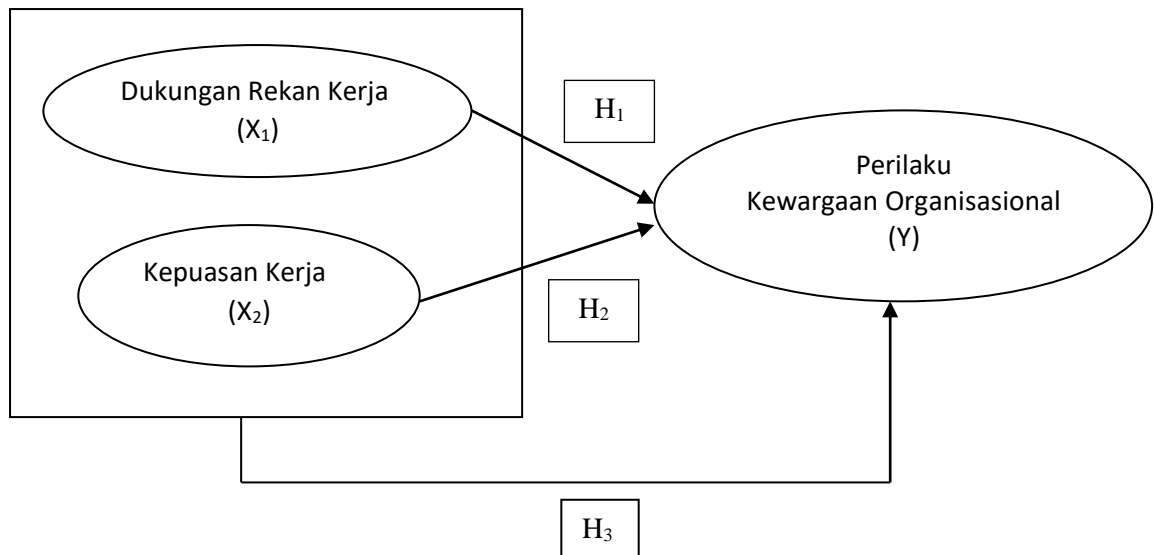 Dukungan Rekan Kerja
(X₁)
H₁
Perilaku
Kewargaan Organisasional
(Y)
Kepuasan Kerja
(X₂)
H₂
H₃